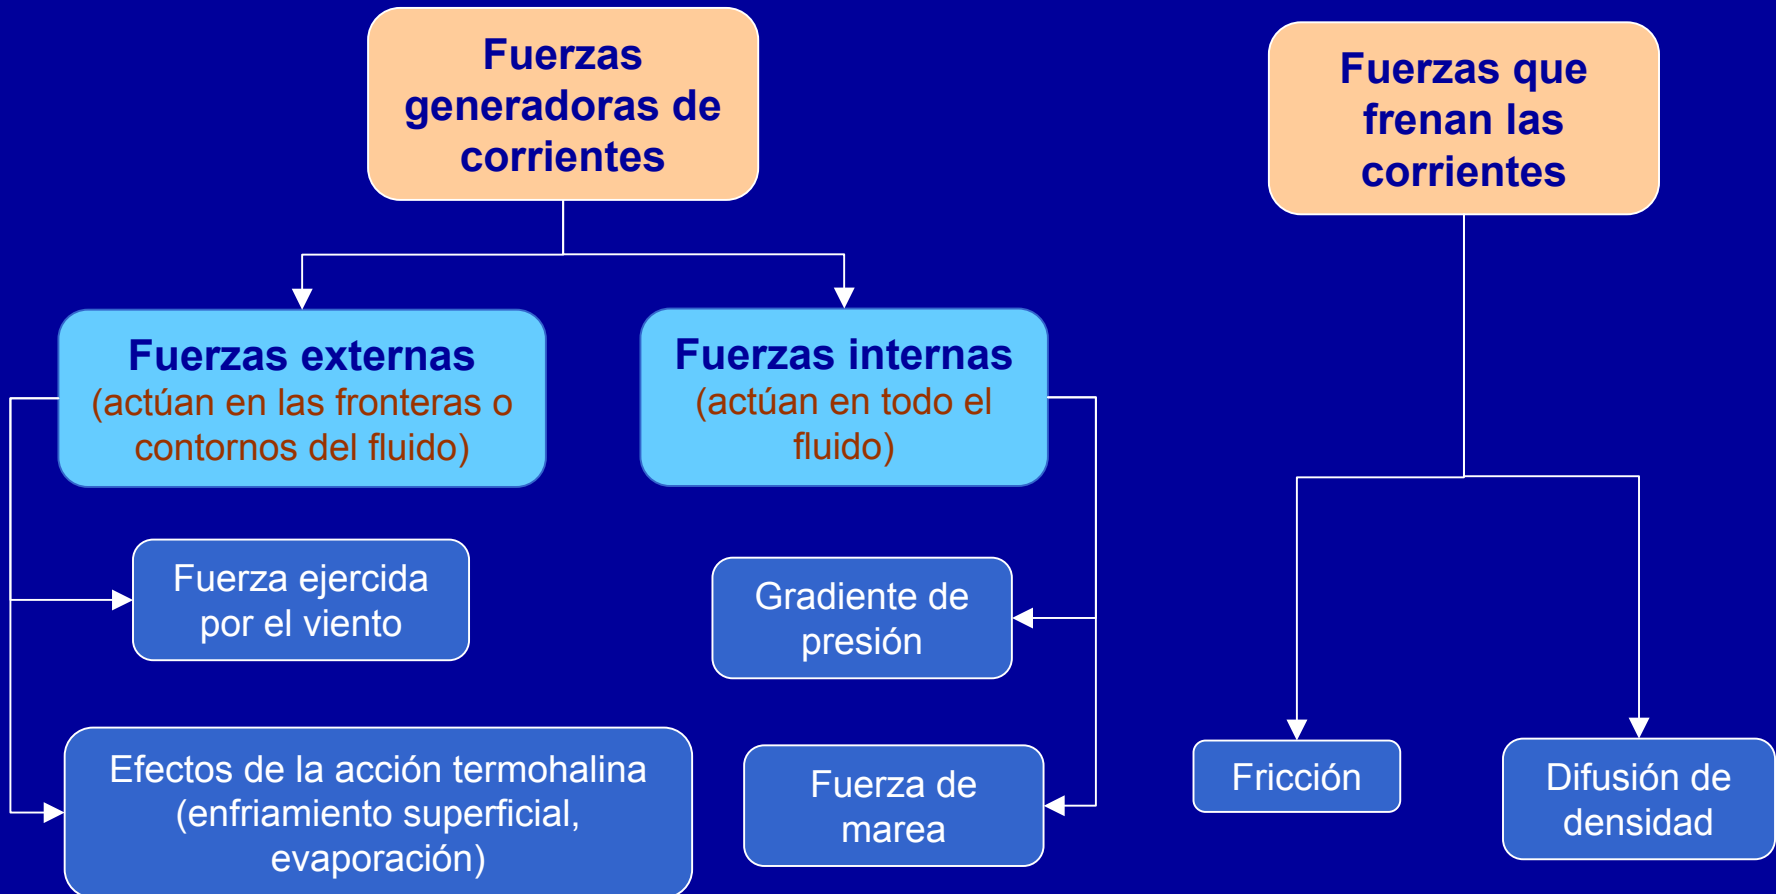 Fuerzas
generadoras de
corrientes
Fuerzas que
frenan las
corrientes
Fuerzas externas
(actúan en las fronteras o
contornos del fluido)
Fuerzas internas
(actúan en todo el
fluido)
Fuerza ejercida
por el viento
Gradiente de
presión
Efectos de la acción termohalina
(enfriamiento superficial,
evaporación)
Fuerza de
marea
Fricción
Difusión de
densidad